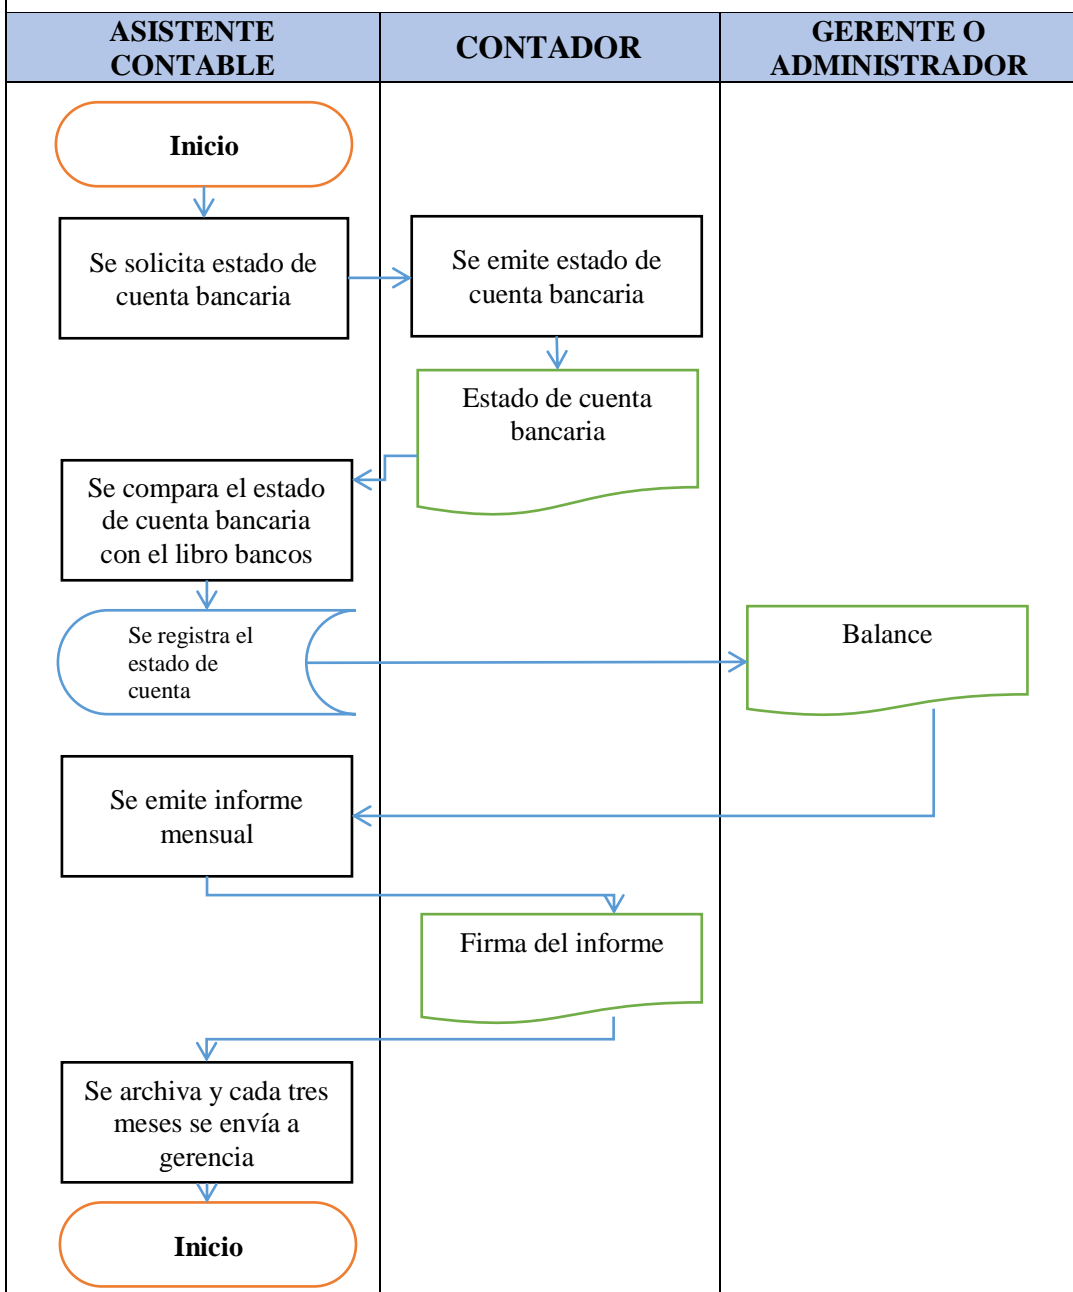 ASISTENTE
CONTABLE
CONTADOR
GERENTE O
ADMINISTRADOR
Inicio
Se solicita estado de
cuenta bancaria
Se emite estado de
cuenta bancaria
Estado de cuenta
bancaria
Se compara el estado
de cuenta bancaria
con el libro bancos
Se registra el
estado de
cuenta
Balance
Se emite informe
mensual
Firma del informe
Se archiva y cada tres
meses se envía a
gerencia
Inicio